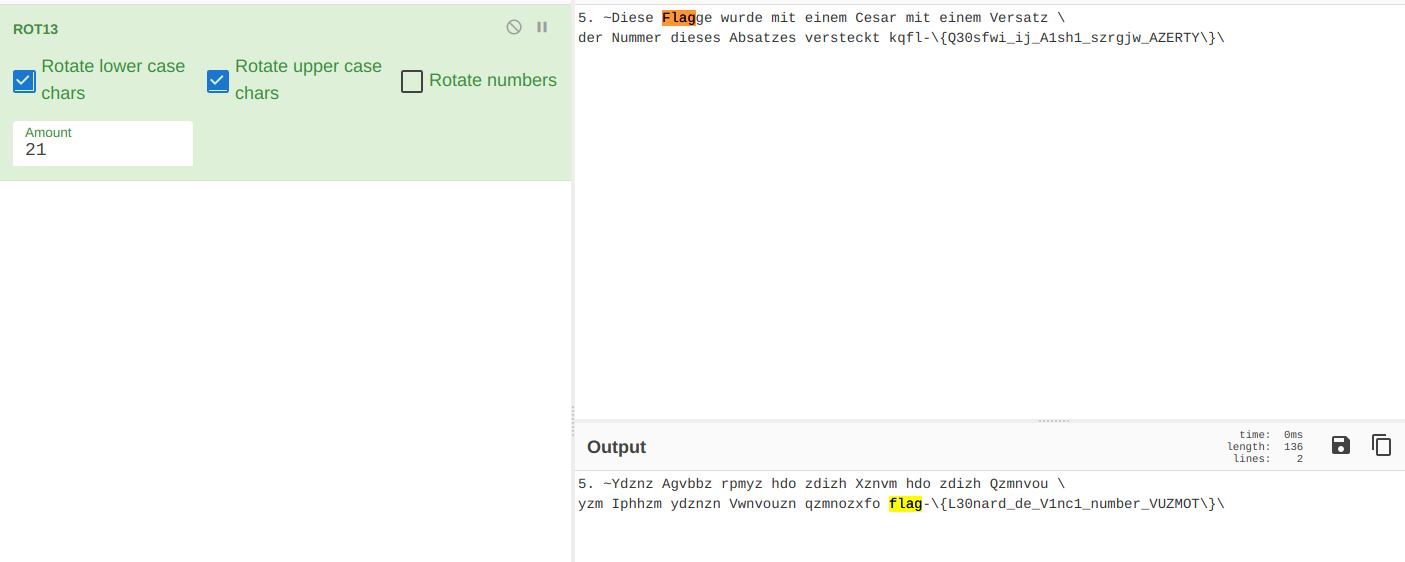 ROT13
Rotate lower case chars
Rotate upper case chars
Rotate numbers
Amount
21
5. ~Diese Flagge wurde mit einem Cesar mit einem Versatz \
der Nummer dieses Absatzes versteckt kqfl-\{Q30sfwi_ij_A1sh1_szrgjw_AZERTY\}\
Output
time: 0ms
length: 136
lines: 2
5. ~Ydznz Agvbbz rpmyz hdo zdizh Xznvm hdo zdizh Qzmnvou \
yzm Iphhzm ydznzn Vwnvouzn qzmnozxfo flag-\{L30nard_de_V1nc1_number_VUZMOT\}\